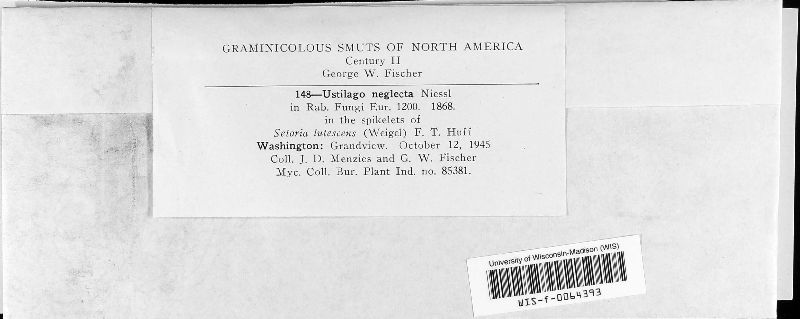 GRAMINICOLOUS SMUTS OF NORTH AMERICA
Century II
George W. Fischer
148—Ustilago neglecta Niessl
in Rab. Fungi Eur. 1200. 1868.
in the spikelets of
Setaria lutescens (Weigel) F. T. Huff
Washington: Grandview. October 12, 1945
Coll. J. D. Menzies and G. W. Fischer
Myc. Coll. Bur. Plant Ind. no. 85381.
University of Wisconsin-Madison (WIS)
WIS-f-0064393